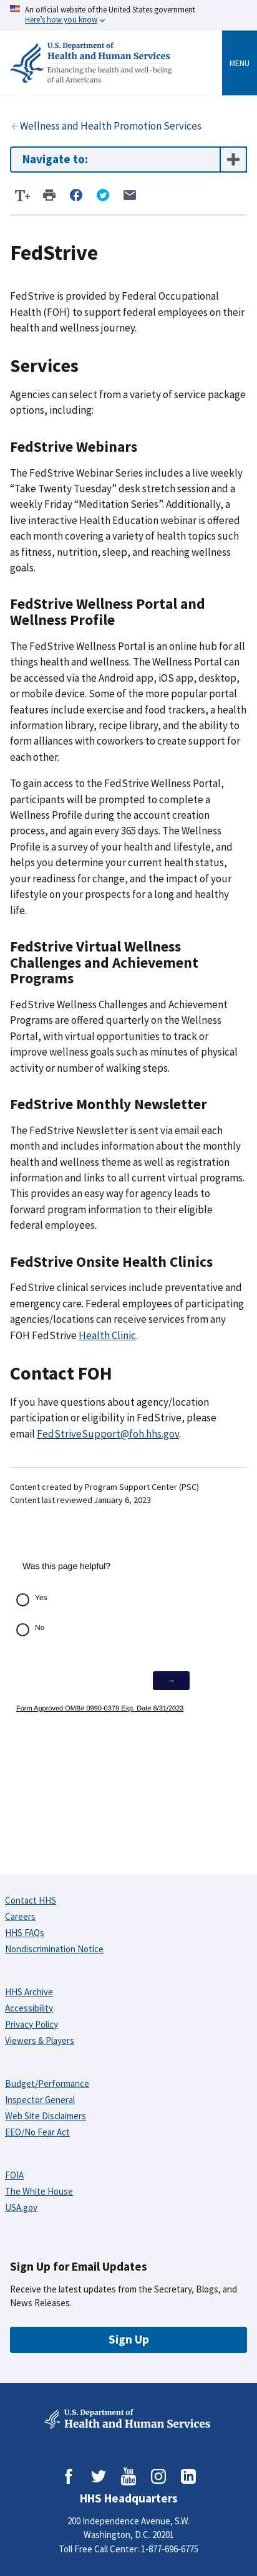 An official website of the United States government
Here's how you know
U.S. Department of
Health and Human Services
Enhancing the health and well-being
of all Americans
MENU
Wellness and Health Promotion Services
Navigate to:
T+
FedStrive
FedStrive is provided by Federal Occupational
Health (FOH) to support federal employees on their
health and wellness journey.
Services
Agencies can select from a variety of service package
options, including:
FedStrive Webinars
The FedStrive Webinar Series includes a live weekly
“Take Twenty Tuesday” desk stretch session and a
weekly Friday “Meditation Series”. Additionally, a
live interactive Health Education webinar is offered
each month covering a variety of health topics such
as fitness, nutrition, sleep, and reaching wellness
goals.
FedStrive Wellness Portal and
Wellness Profile
The FedStrive Wellness Portal is an online hub for all
things health and wellness. The Wellness Portal can
be accessed via the Android app, iOS app, desktop,
or mobile device. Some of the more popular portal
features include exercise and food trackers, a health
information library, recipe library, and the ability to
form alliances with coworkers to create support for
each other.
To gain access to the FedStrive Wellness Portal,
participants will be prompted to complete a
Wellness Profile during the account creation
process, and again every 365 days. The Wellness
Profile is a survey of your health and lifestyle, and
helps you determine your current health status,
your readiness for change, and the impact of your
lifestyle on your prospects for a long and healthy
life.
FedStrive Virtual Wellness
Challenges and Achievement
Programs
FedStrive Wellness Challenges and Achievement
Programs are offered quarterly on the Wellness
Portal, with virtual opportunities to track or
improve wellness goals such as minutes of physical
activity or number of walking steps.
FedStrive Monthly Newsletter
The FedStrive Newsletter is sent via email each
month and includes information about the monthly
health and wellness theme as well as registration
information and links to all current virtual programs.
This provides an easy way for agency leads to
forward program information to their eligible
federal employees.
FedStrive Onsite Health Clinics
FedStrive clinical services include preventative and
emergency care. Federal employees of participating
agencies/locations can receive services from any
FOH FedStrive Health Clinic.
Contact FOH
If you have questions about agency/location
participation or eligibility in FedStrive, please
email FedStriveSupport@foh.hhs.gov.
Content created by Program Support Center (PSC)
Content last reviewed January 6, 2023
Was this page helpful?
Yes
No
→
Form Approved OMB# 0990-0379 Exp. Date 8/31/2023
Contact HHS
Careers
HHS FAQs
Nondiscrimination Notice
HHS Archive
Accessibility
Privacy Policy
Viewers & Players
Budget/Performance
Inspector General
Web Site Disclaimers
EEO/No Fear Act
FOIA
The White House
USA.gov
Sign Up for Email Updates
Receive the latest updates from the Secretary, Blogs, and
News Releases.
Sign Up
U.S. Department of
Health and Human Services
You
Tube
HHS Headquarters
200 Independence Avenue, S.W.
Washington, D.C. 20201
Toll Free Call Center: 1-877-696-6775